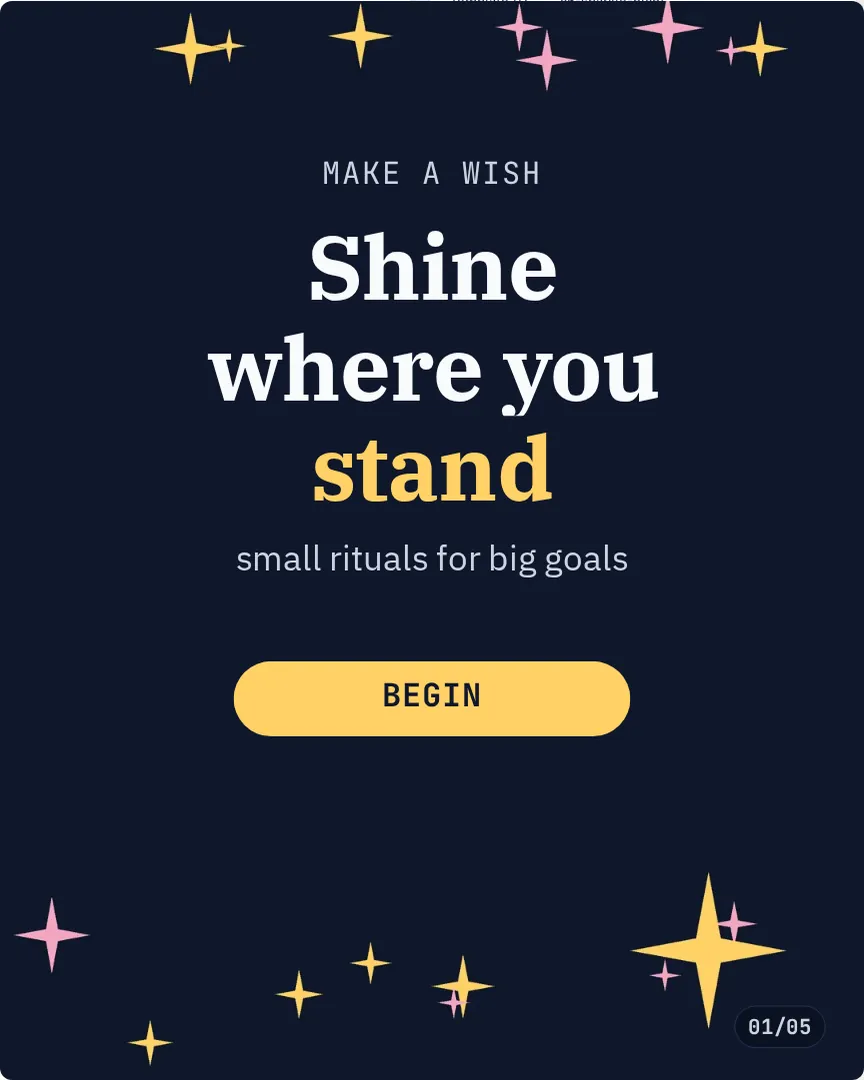 MAKE A WISH
Shine
where you
stand
small rituals for big goals
BEGIN
01/05